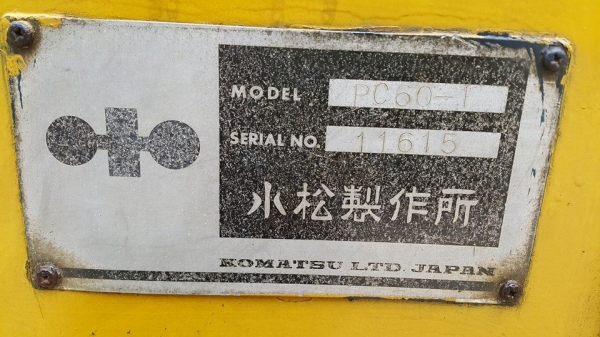 MODEL PC60-1
SERIAL NO. 11615
小松製作所
KOMATSU LTD. JAPAN